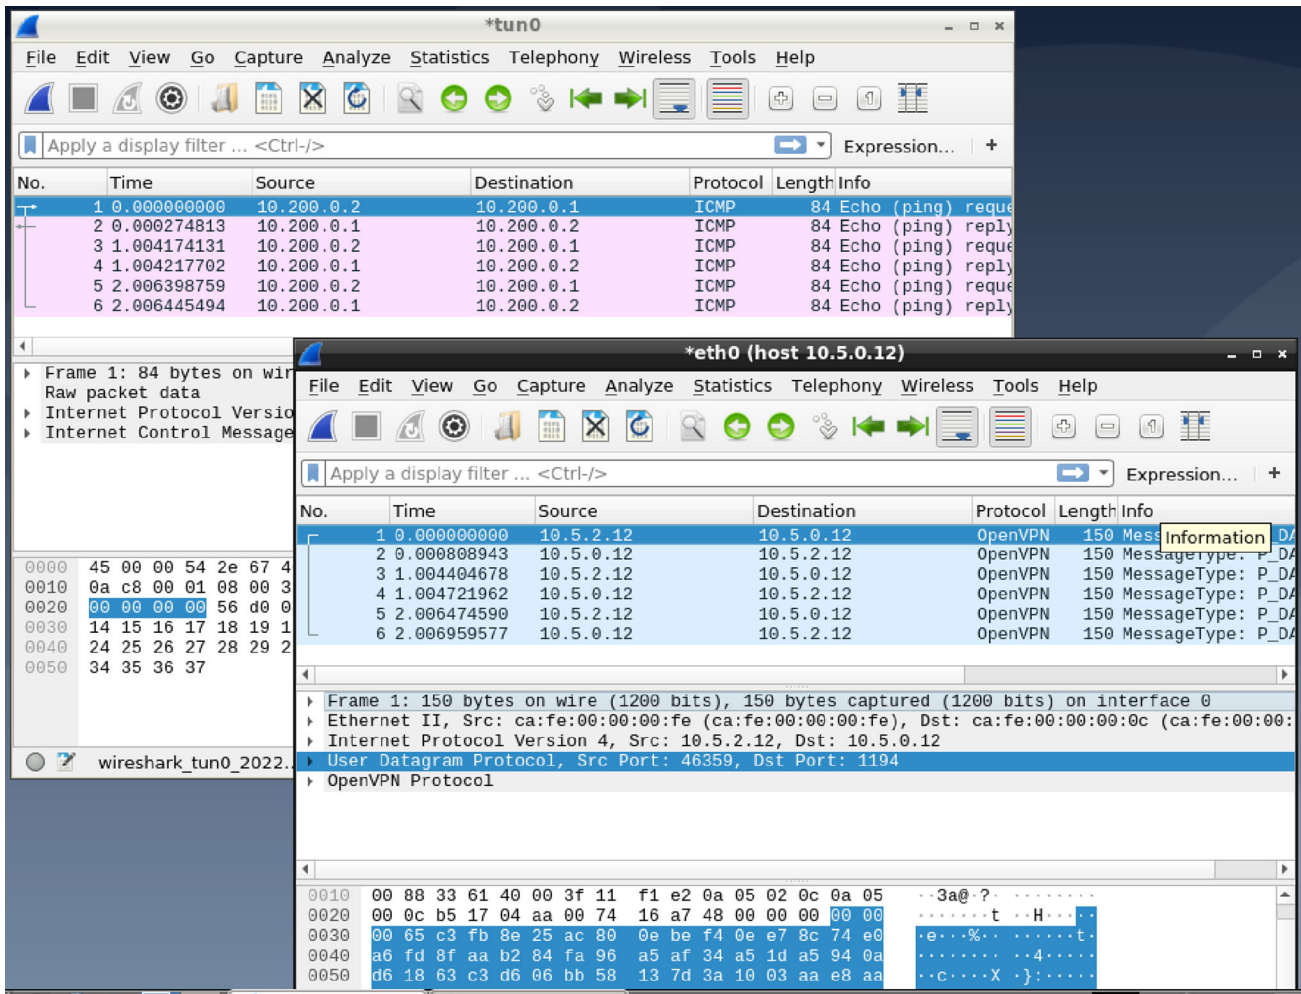 *tun0
File Edit View Go Capture Analyze Statistics Telephony Wireless Tools Help
Apply a display filter ... <Ctrl-/> Expression... +
No. Time Source Destination Protocol Length Info
1 0.000000000 10.200.0.2 10.200.0.1 ICMP 84 Echo (ping) reque
2 0.000274813 10.200.0.1 10.200.0.2 ICMP 84 Echo (ping) reply
3 1.004174131 10.200.0.2 10.200.0.1 ICMP 84 Echo (ping) reque
4 1.004217702 10.200.0.1 10.200.0.2 ICMP 84 Echo (ping) reply
5 2.006398759 10.200.0.2 10.200.0.1 ICMP 84 Echo (ping) reque
6 2.006445494 10.200.0.1 10.200.0.2 ICMP 84 Echo (ping) reply
Frame 1: 84 bytes on wir
Raw packet data
Internet Protocol Versio
Internet Control Message
0000 45 00 00 54 2e 67 4
0010 0a c8 00 01 08 00 3
0020 00 00 00 00 56 d0 0
0030 14 15 16 17 18 19 1
0040 24 25 26 27 28 29 2
0050 34 35 36 37
wireshark_tun0_2022..
*eth0 (host 10.5.0.12)
File Edit View Go Capture Analyze Statistics Telephony Wireless Tools Help
Apply a display filter ... <Ctrl-/> Expression... +
No. Time Source Destination Protocol Length Info
1 0.000000000 10.5.2.12 10.5.0.12 OpenVPN 150 Mess Information _DA
2 0.000808943 10.5.0.12 10.5.2.12 OpenVPN 150 MessageType: P_DA
3 1.004404678 10.5.2.12 10.5.0.12 OpenVPN 150 MessageType: P_DA
4 1.004721962 10.5.0.12 10.5.2.12 OpenVPN 150 MessageType: P_DA
5 2.006474590 10.5.2.12 10.5.0.12 OpenVPN 150 MessageType: P_DA
6 2.006959577 10.5.0.12 10.5.2.12 OpenVPN 150 MessageType: P_DA
Frame 1: 150 bytes on wire (1200 bits), 150 bytes captured (1200 bits) on interface 0
Ethernet II, Src: ca:fe:00:00:00:fe (ca:fe:00:00:00:fe), Dst: ca:fe:00:00:00:0c (ca:fe:00:00:
Internet Protocol Version 4, Src: 10.5.2.12, Dst: 10.5.0.12
User Datagram Protocol, Src Port: 46359, Dst Port: 1194
OpenVPN Protocol
0010 00 88 33 61 40 00 3f 11 f1 e2 0a 05 02 0c 0a 05 ··3a@·?· ········
0020 00 0c b5 17 04 aa 00 74 16 a7 48 00 00 00 00 00 ·······t ··H·····
0030 00 65 c3 fb 8e 25 ac 80 0e be f4 0e e7 8c 74 e0 ·e···%·· ······t·
0040 a6 fd 8f aa b2 84 fa 96 a5 af 34 a5 1d a5 94 0a ········ ··4·····
0050 d6 18 63 c3 d6 06 bb 58 13 7d 3a 10 03 aa e8 aa ··c····X ·}:·····